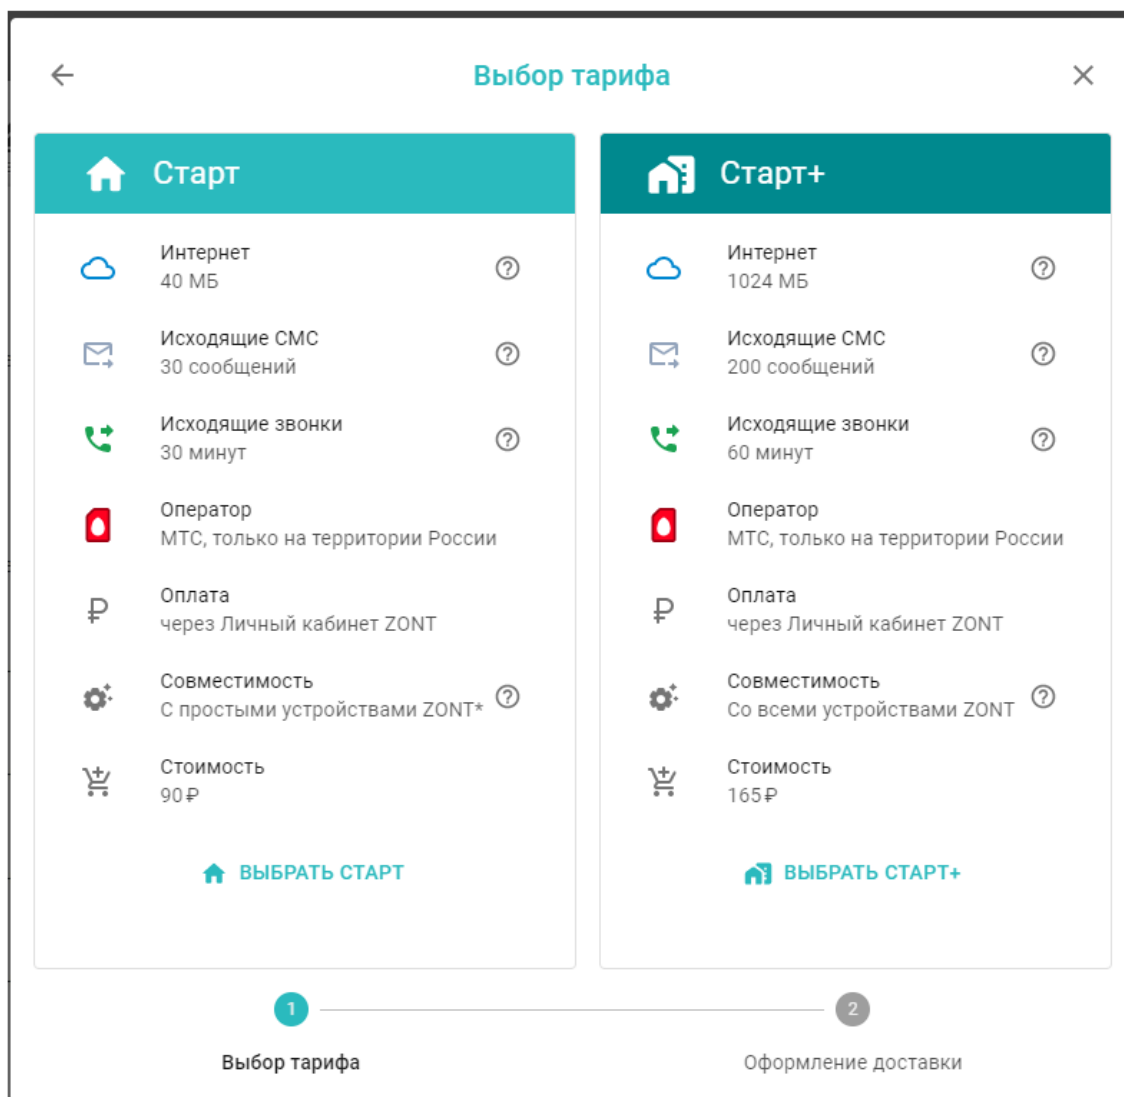 Выбор тарифа
Старт
Интернет
40 МБ
Исходящие СМС
30 сообщений
Исходящие звонки
30 минут
Оператор
МТС, только на территории России
Оплата
через Личный кабинет ZONT
Совместимость
С простыми устройствами ZONT*
Стоимость
90₽
ВЫБРАТЬ СТАРТ
Старт+
Интернет
1024 МБ
Исходящие СМС
200 сообщений
Исходящие звонки
60 минут
Оператор
МТС, только на территории России
Оплата
через Личный кабинет ZONT
Совместимость
Со всеми устройствами ZONT
Стоимость
165₽
ВЫБРАТЬ СТАРТ+
1
Выбор тарифа
2
Оформление доставки